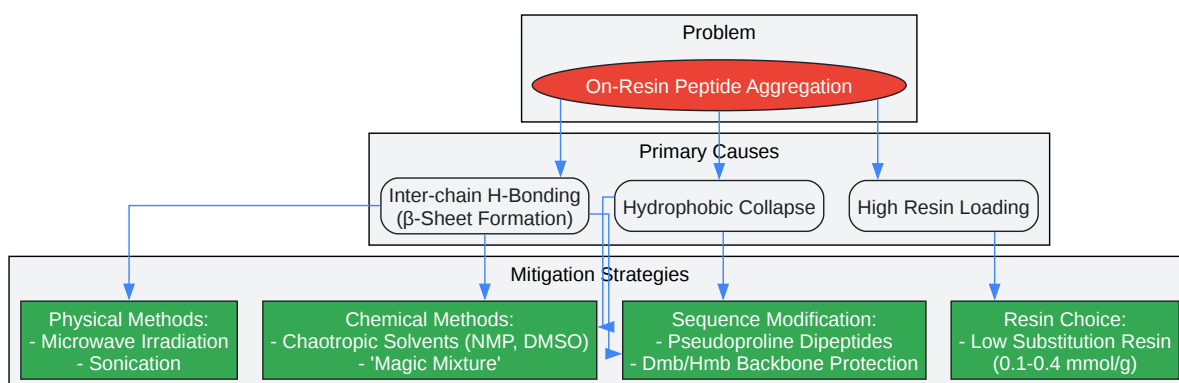 Problem
On-Resin Peptide Aggregation
Primary Causes
Inter-chain H-Bonding
(β-Sheet Formation)
Hydrophobic Collapse
High Resin Loading
Mitigation Strategies
Physical Methods:
- Microwave Irradiation
- Sonication
Chemical Methods:
- Chaotropic Solvents (NMP, DMSO)
- 'Magic Mixture'
Sequence Modification:
- Pseudoproline Dipeptides
- Dmb/Hmb Backbone Protection
Resin Choice:
- Low Substitution Resin
(0.1-0.4 mmol/g)